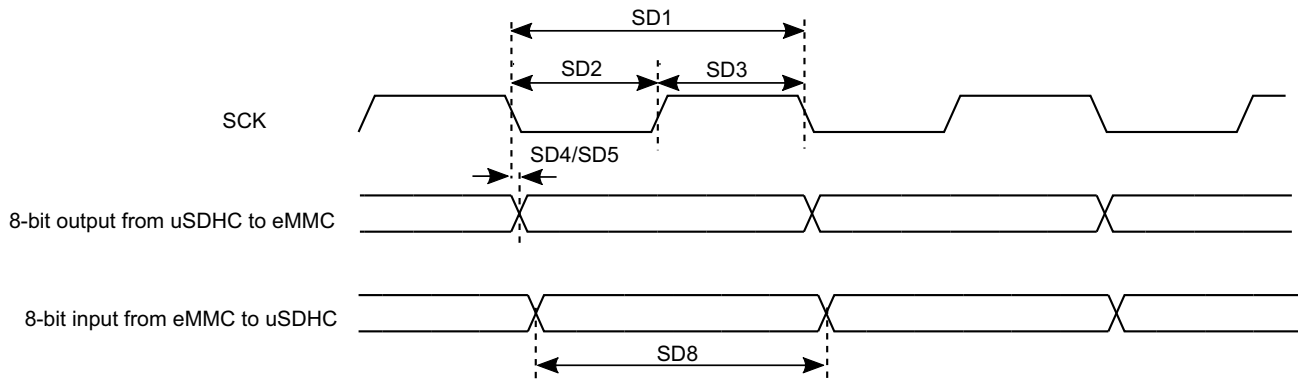 SD1
SD2 SD3
SCK
SD4/SD5
8-bit output from uSDHC to eMMC
8-bit input from eMMC to uSDHC
SD8